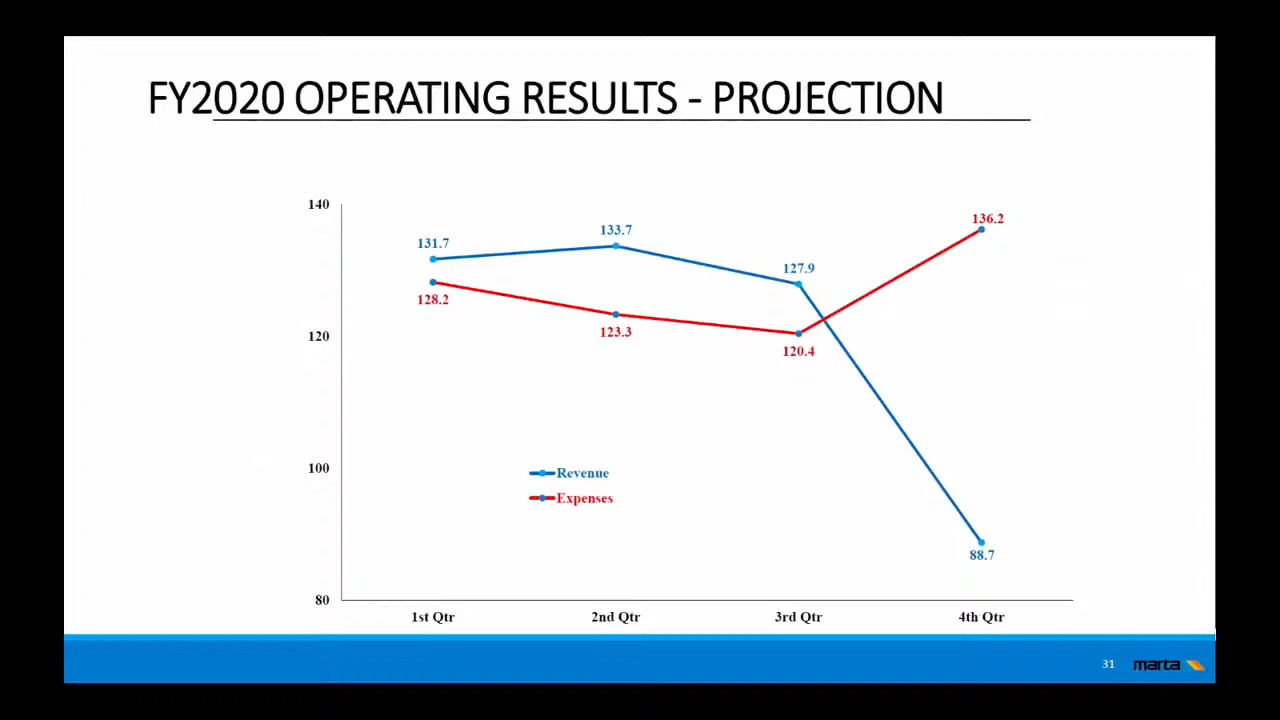 FY2020 OPERATING RESULTS - PROJECTION
140
136.2
133.7
131.7
127.9
128.2
123.3
120
120.4
100
Revenue
Expenses
88.7
80
1st Qtr 2nd Qtr 3rd Qtr 4th Qtr
31 marta